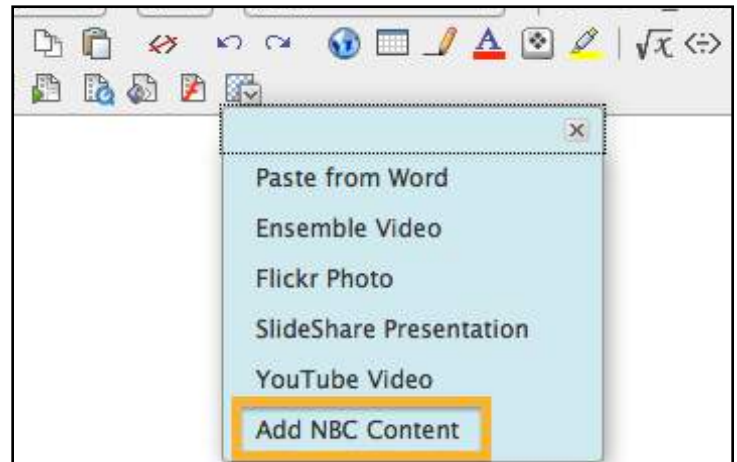 Paste from Word
Ensemble Video
Flickr Photo
SlideShare Presentation
YouTube Video
Add NBC Content